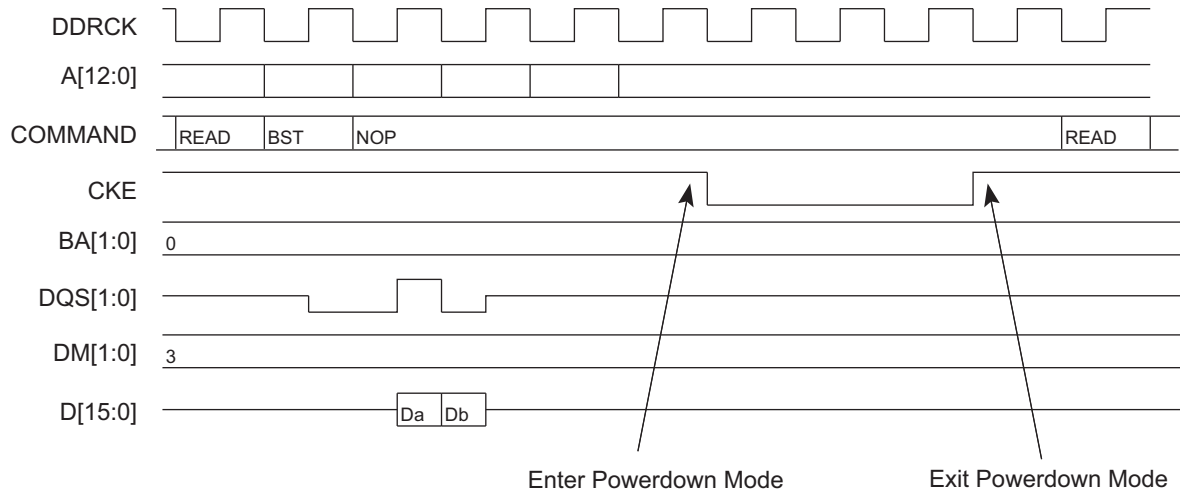 DDRCK
A[12:0]
COMMAND READ BST NOP READ
CKE
BA[1:0] 0
DQS[1:0]
DM[1:0] 3
D[15:0] Da Db
Enter Powerdown Mode Exit Powerdown Mode